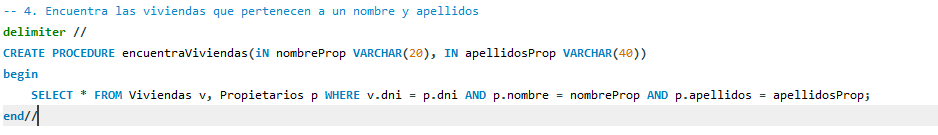 -- 4. Encuentra las viviendas que pertenecen a un nombre y apellidos
delimiter //
CREATE PROCEDURE encuentraViviendas(iN nombreProp VARCHAR(20), IN apellidosProp VARCHAR(40))
begin
    SELECT * FROM Viviendas v, Propietarios p WHERE v.dni = p.dni AND p.nombre = nombreProp AND p.apellidos = apellidosProp;
end//